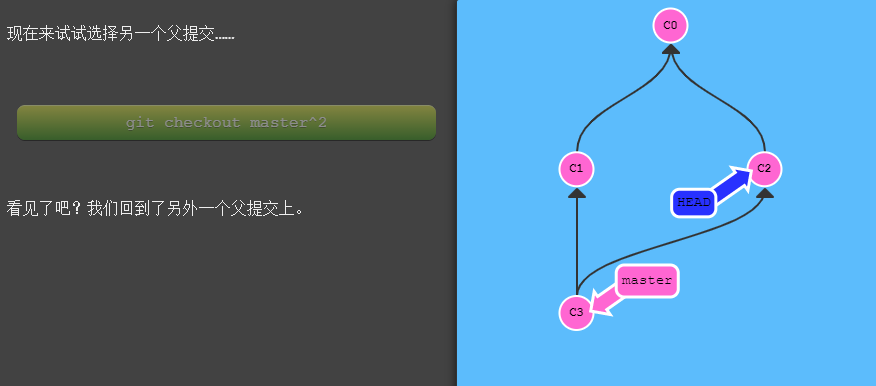 现在来试试选择另一个父提交……
git checkout master^2
看见了吧？我们回到了另外一个父提交上。
C0
C1
C2
HEAD
master
C3